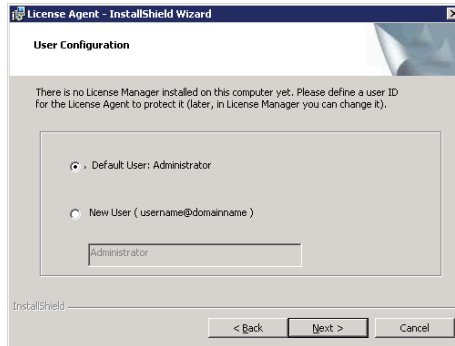 License Agent - InstallShield Wizard
User Configuration
There is no License Manager installed on this computer yet. Please define a user ID
for the License Agent to protect it (later, in License Manager you can change it).
Default User: Administrator
New User ( username@domainname )
Administrator
InstallShield
< Back
Next >
Cancel